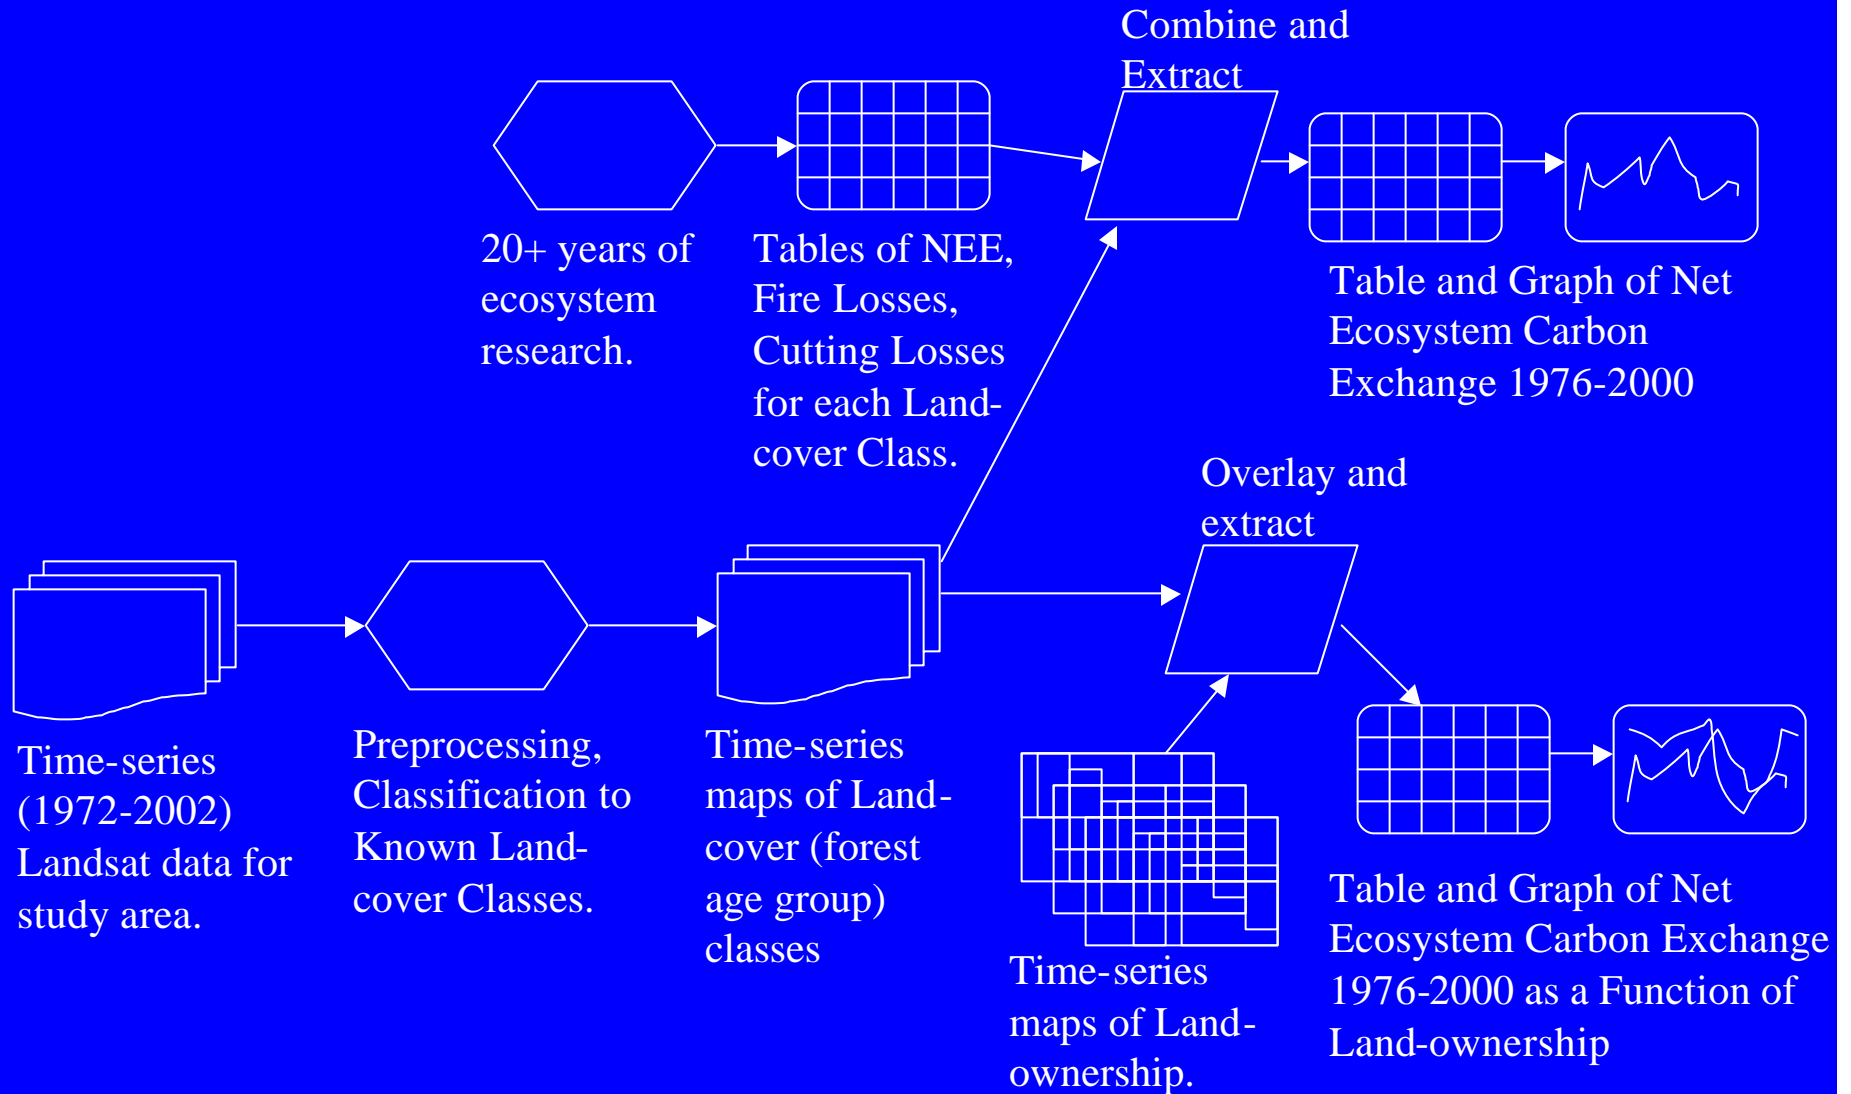 Combine and
Extract
20+ years of
ecosystem
research.
Tables of NEE,
Fire Losses,
Cutting Losses
for each Land-
cover Class.
Table and Graph of Net
Ecosystem Carbon
Exchange 1976-2000
Overlay and
extract
Time-series
(1972-2002)
Landsat data for
study area.
Preprocessing,
Classification to
Known Land-
cover Classes.
Time-series
maps of Land-
cover (forest
age group)
classes
Time-series
maps of Land-
ownership.
Table and Graph of Net
Ecosystem Carbon Exchange
1976-2000 as a Function of
Land-ownership